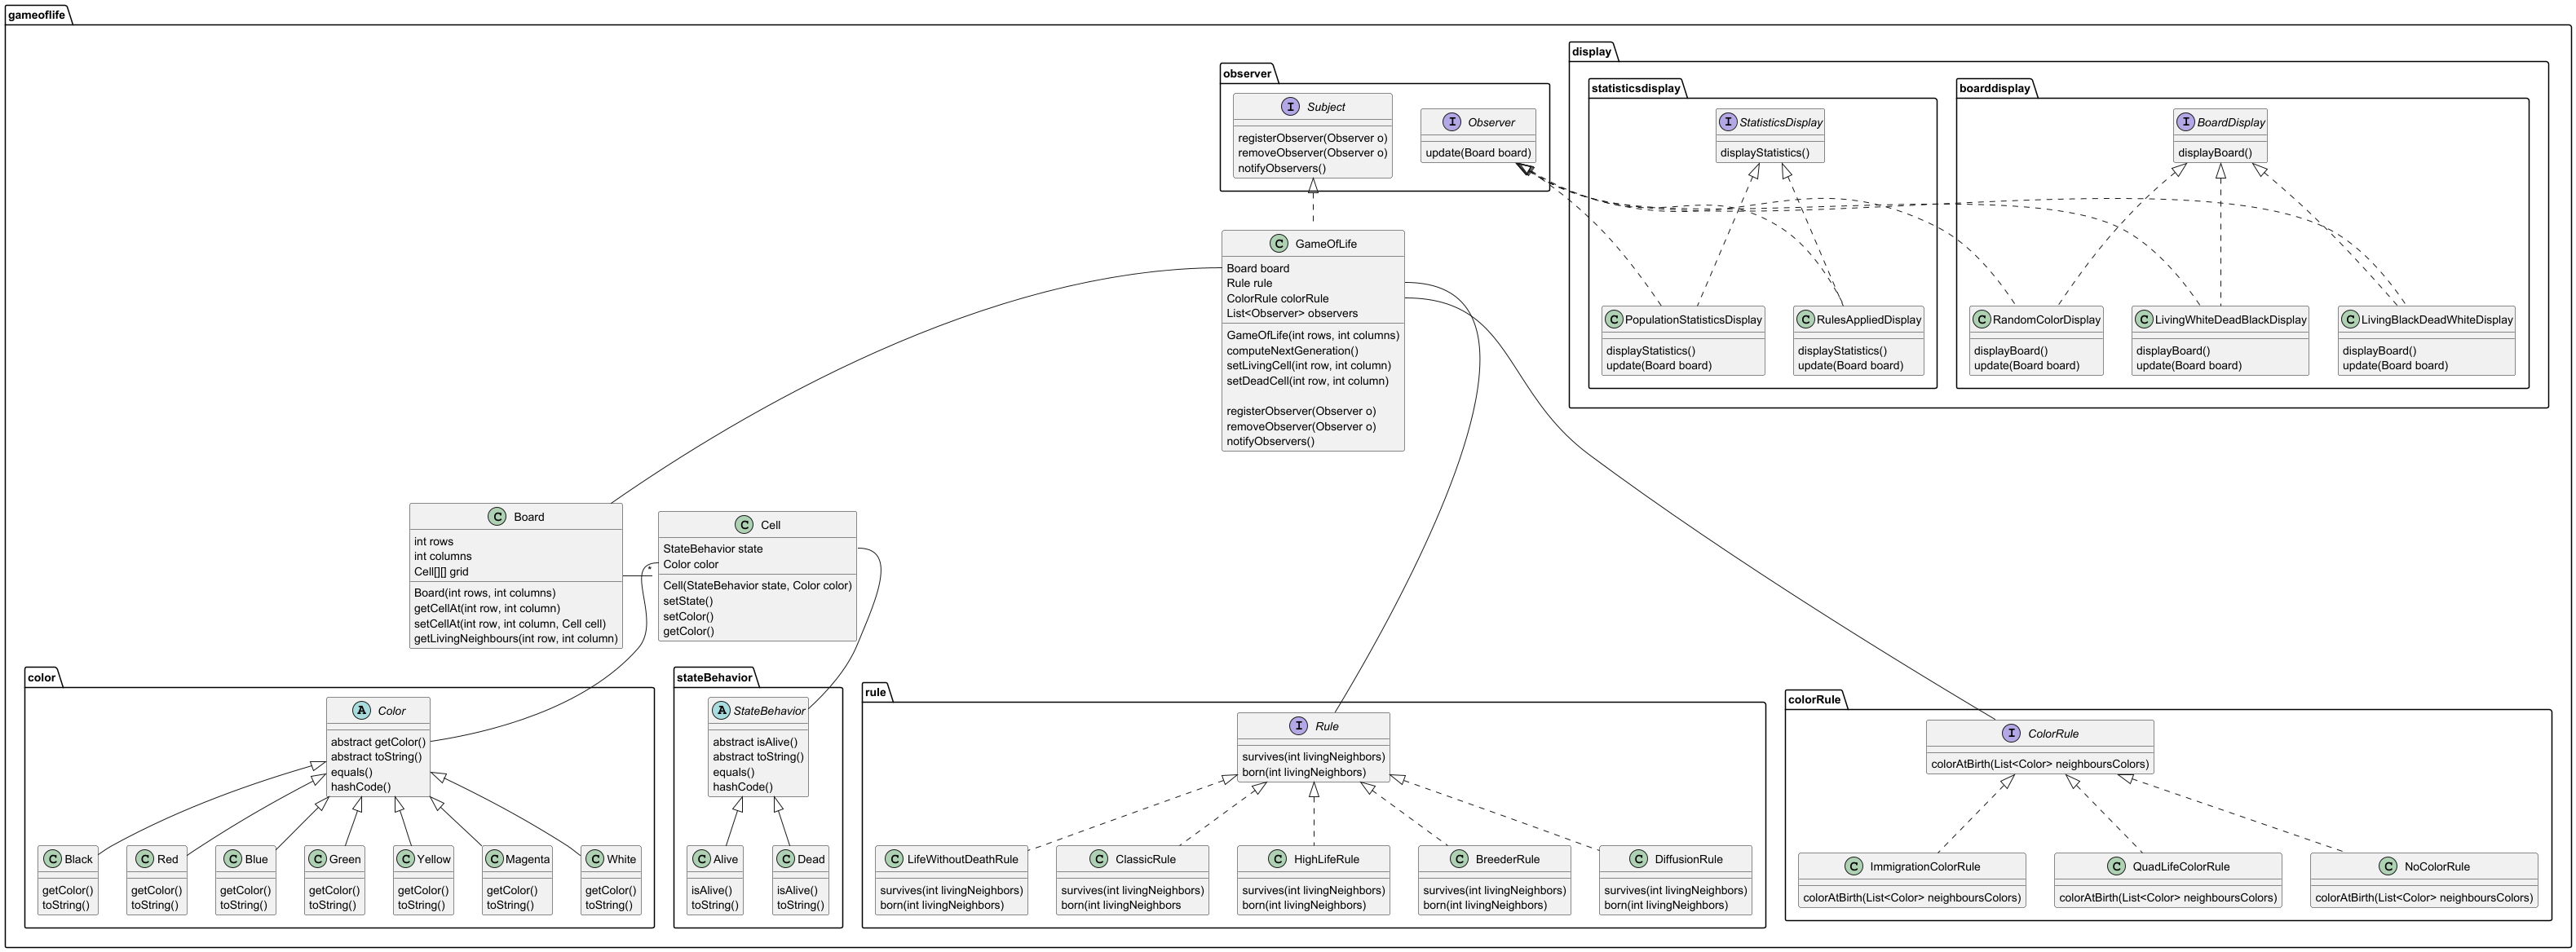 gameoflife
observer
I Subject
registerObserver(Observer o)
removeObserver(Observer o)
notifyObservers()
I Observer
update(Board board)
display
statisticsdisplay
I StatisticsDisplay
displayStatistics()
C PopulationStatisticsDisplay
displayStatistics()
update(Board board)
C RulesAppliedDisplay
displayStatistics()
update(Board board)
boarddisplay
I BoardDisplay
displayBoard()
C RandomColorDisplay
displayBoard()
update(Board board)
C LivingWhiteDeadBlackDisplay
displayBoard()
update(Board board)
C LivingBlackDeadWhiteDisplay
displayBoard()
update(Board board)
C GameOfLife
Board board
Rule rule
ColorRule colorRule
List<Observer> observers
GameOfLife(int rows, int columns)
computeNextGeneration()
setLivingCell(int row, int column)
setDeadCell(int row, int column)
registerObserver(Observer o)
removeObserver(Observer o)
notifyObservers()
C Board
int rows
int columns
Cell[][] grid
Board(int rows, int columns)
getCellAt(int row, int column)
setCellAt(int row, int column, Cell cell)
getLivingNeighbours(int row, int column)
*
C Cell
StateBehavior state
Color color
Cell(StateBehavior state, Color color)
setState()
setColor()
getColor()
color
A Color
abstract getColor()
abstract toString()
equals()
hashCode()
C Black
getColor()
toString()
C Red
getColor()
toString()
C Blue
getColor()
toString()
C Green
getColor()
toString()
C Yellow
getColor()
toString()
C Magenta
getColor()
toString()
C White
getColor()
toString()
stateBehavior
A StateBehavior
abstract isAlive()
abstract toString()
equals()
hashCode()
C Alive
isAlive()
toString()
C Dead
isAlive()
toString()
rule
I Rule
survives(int livingNeighbors)
born(int livingNeighbors)
C LifeWithoutDeathRule
survives(int livingNeighbors)
born(int livingNeighbors)
C ClassicRule
survives(int livingNeighbors)
born(int livingNeighbors
C HighLifeRule
survives(int livingNeighbors)
born(int livingNeighbors)
C BreederRule
survives(int livingNeighbors)
born(int livingNeighbors)
C DiffusionRule
survives(int livingNeighbors)
born(int livingNeighbors)
colorRule
I ColorRule
colorAtBirth(List<Color> neighboursColors)
C ImmigrationColorRule
colorAtBirth(List<Color> neighboursColors)
C QuadLifeColorRule
colorAtBirth(List<Color> neighboursColors)
C NoColorRule
colorAtBirth(List<Color> neighboursColors)